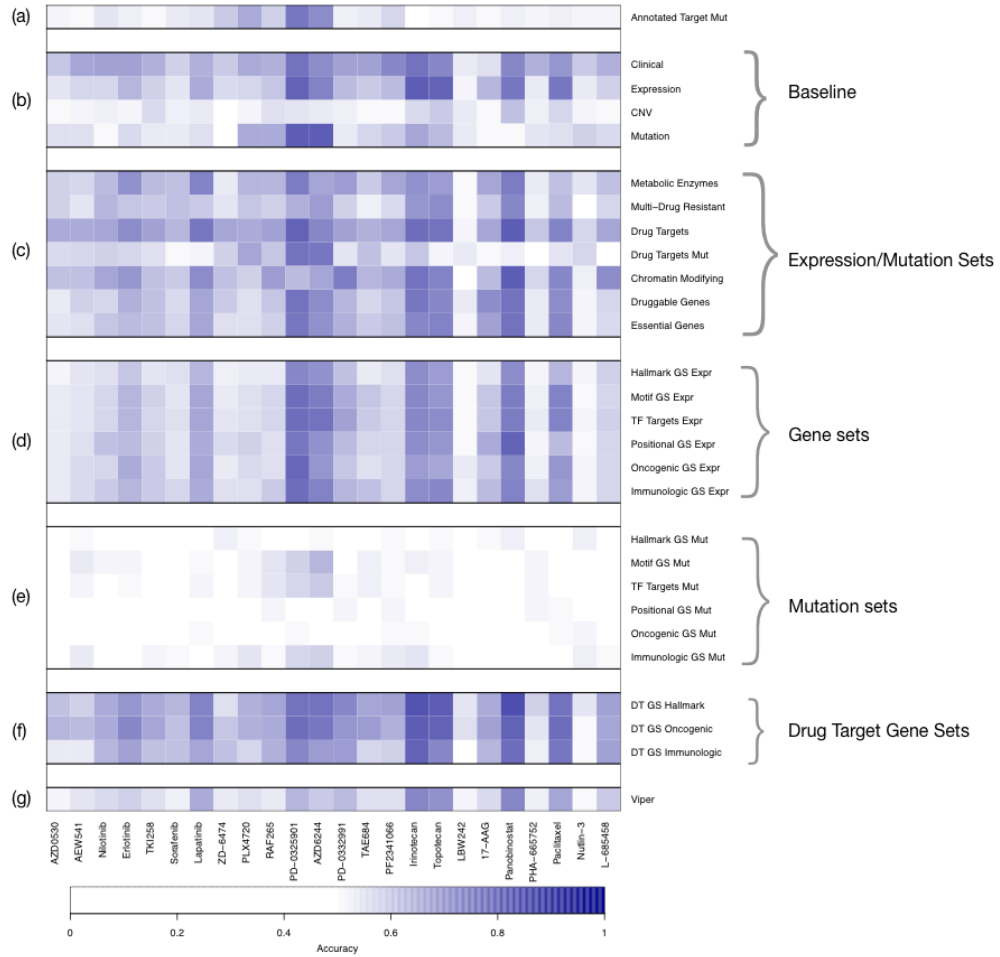 (a)
Annotated Target Mut
(b)
Clinical
Expression
CNV
Mutation
Baseline
(c)
Metabolic Enzymes
Multi-Drug Resistant
Drug Targets
Drug Targets Mut
Chromatin Modifying
Druggable Genes
Essential Genes
Expression/Mutation Sets
(d)
Hallmark GS Expr
Motif GS Expr
TF Targets Expr
Positional GS Expr
Oncogenic GS Expr
Immunologic GS Expr
Gene sets
(e)
Hallmark GS Mut
Motif GS Mut
TF Targets Mut
Positional GS Mut
Oncogenic GS Mut
Immunologic GS Mut
Mutation sets
(f)
DT GS Hallmark
DT GS Oncogenic
DT GS Immunologic
Drug Target Gene Sets
(g)
Viper
AZD0530
AEW541
Nilotinib
Erlotinib
TKI258
Sorafenib
Lapatinib
ZD-6474
PLX4720
RAF265
PD-0325901
AZD6244
PD-0332991
TAE684
PF2341066
Irinotecan
Topotecan
LBW242
17-AAG
Panobinostat
PHA-665752
Paclitaxel
Nutlin-3
L-685458
0
0.2
0.4
0.6
0.8
1
Accuracy